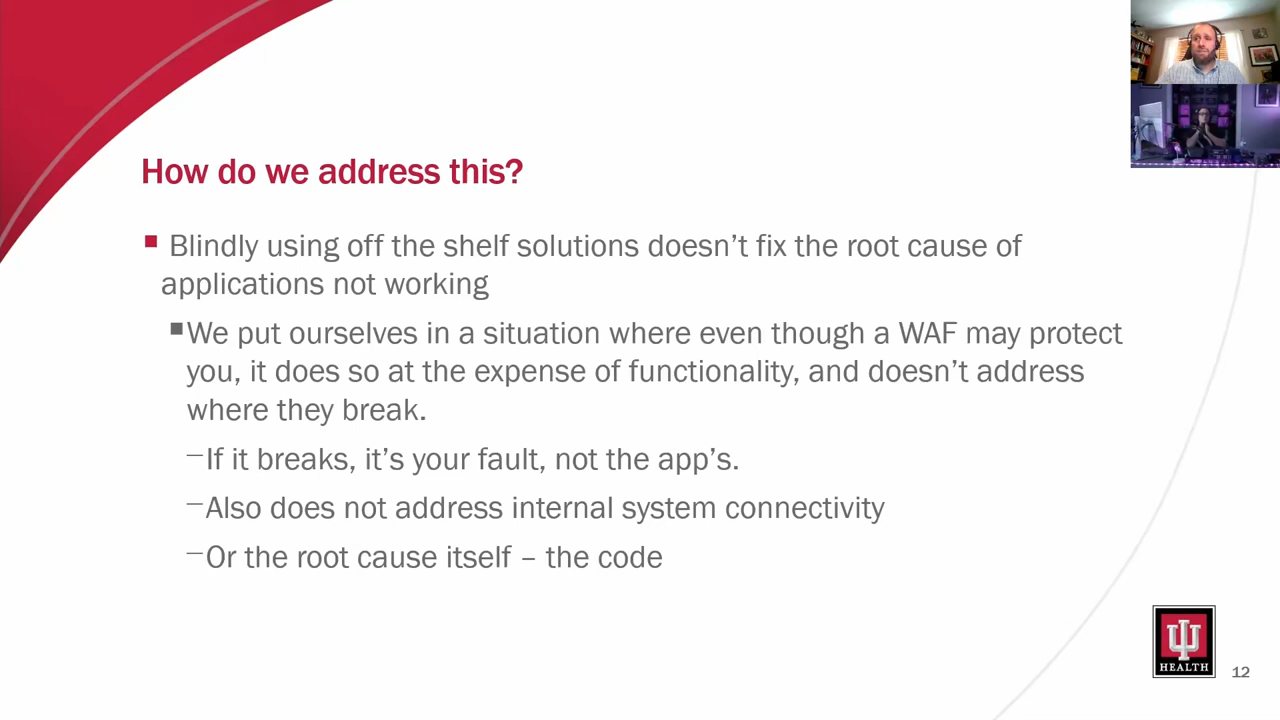 How do we address this?
Blindly using off the shelf solutions doesn't fix the root cause of
applications not working
We put ourselves in a situation where even though a WAF may protect
you, it does so at the expense of functionality, and doesn't address
where they break.
–If it breaks, it's your fault, not the app's.
–Also does not address internal system connectivity
–Or the root cause itself – the code
HEALTH
12